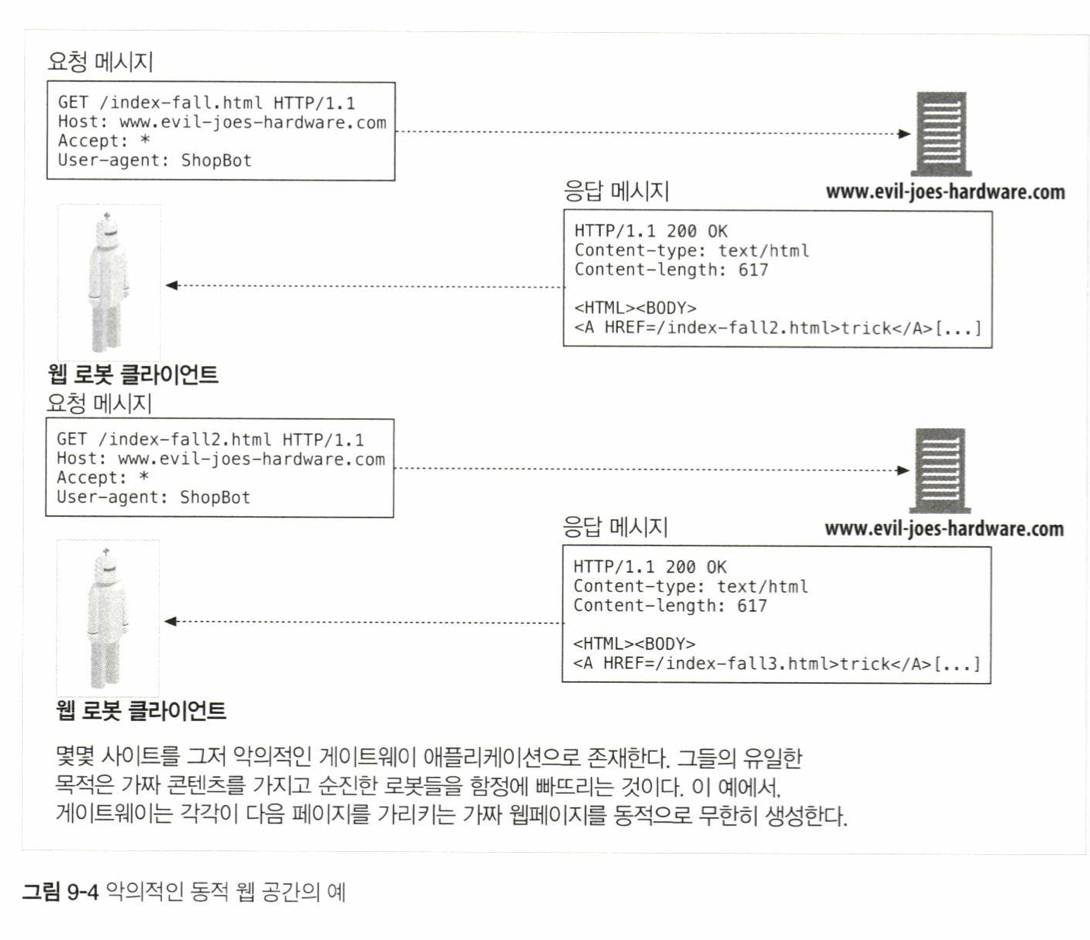 요청 메시지
GET /index-fall.html HTTP/1.1
Host: www.evil-joes-hardware.com
Accept: *
User-agent: ShopBot
www.evil-joes-hardware.com
응답 메시지
HTTP/1.1 200 OK
Content-type: text/html
Content-length: 617
<HTML><BODY>
<A HREF=/index-fall2.html>trick</A>[...]
웹 로봇 클라이언트
요청 메시지
GET /index-fall2.html HTTP/1.1
Host: www.evil-joes-hardware.com
Accept: *
User-agent: ShopBot
www.evil-joes-hardware.com
응답 메시지
HTTP/1.1 200 OK
Content-type: text/html
Content-length: 617
<HTML><BODY>
<A HREF=/index-fall3.html>trick</A>[...]
웹 로봇 클라이언트
몇몇 사이트를 그저 악의적인 게이트웨이 애플리케이션으로 존재한다. 그들의 유일한
목적은 가짜 콘텐츠를 가지고 순진한 로봇들을 함정에 빠뜨리는 것이다. 이 예에서,
게이트웨이는 각각이 다음 페이지를 가리키는 가짜 웹페이지를 동적으로 무한히 생성한다.
그림 9-4 악의적인 동적 웹 공간의 예